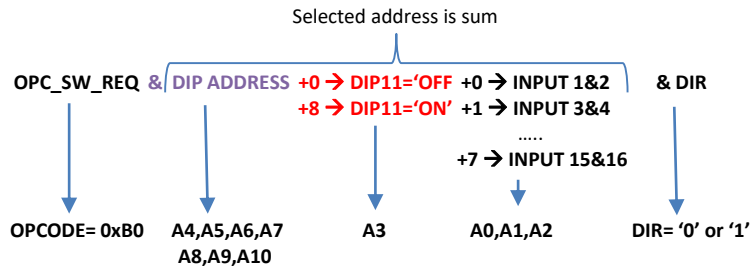 Selected address is sum
OPC_SW_REQ & DIP ADDRESS +0 → DIP11='OFF +0 → INPUT 1&2 & DIR
+8 → DIP11='ON' +1 → INPUT 3&4
.....
+7 → INPUT 15&16
OPCODE= 0xB0 A4,A5,A6,A7 A3 A0,A1,A2 DIR= '0' or '1'
A8,A9,A10